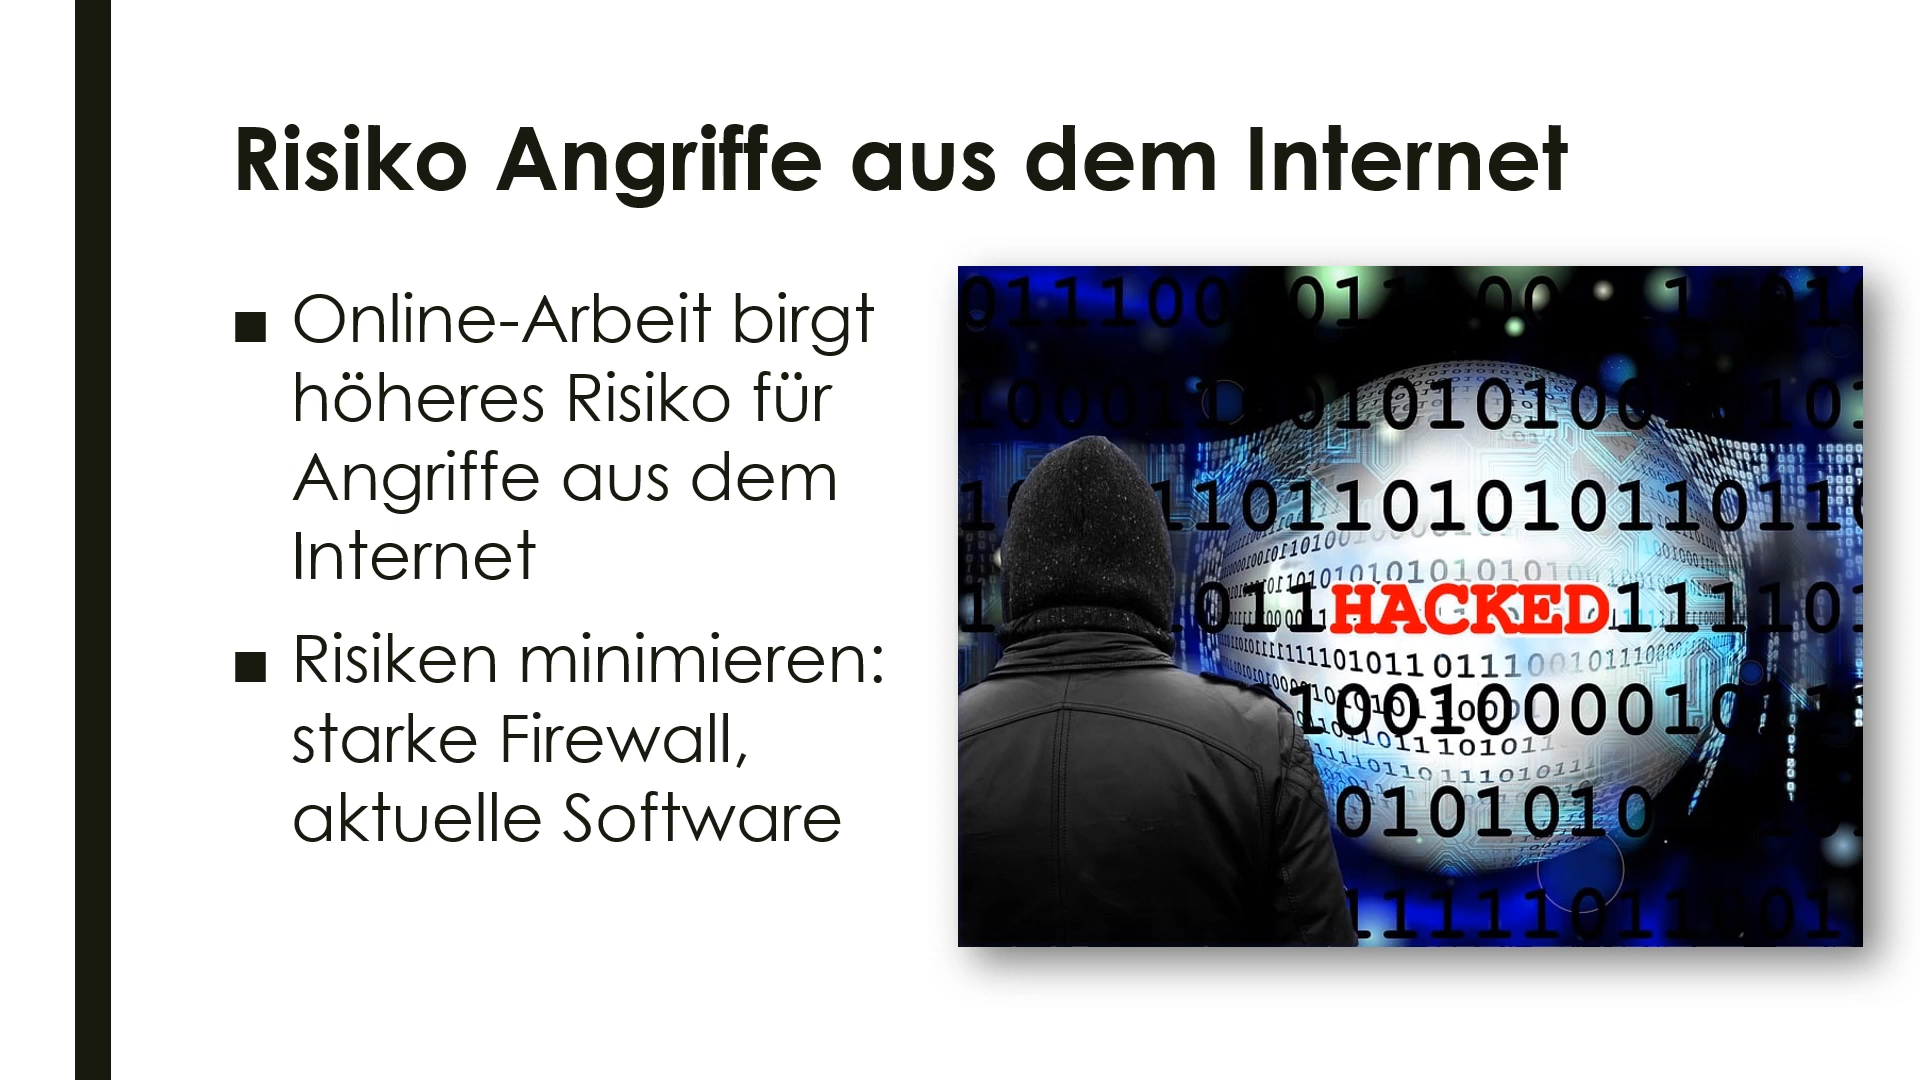 Risiko Angriffe aus dem Internet
■ Online-Arbeit birgt
höheres Risiko für
Angriffe aus dem
Internet
■ Risiken minimieren:
starke Firewall,
aktuelle Software
HACKED